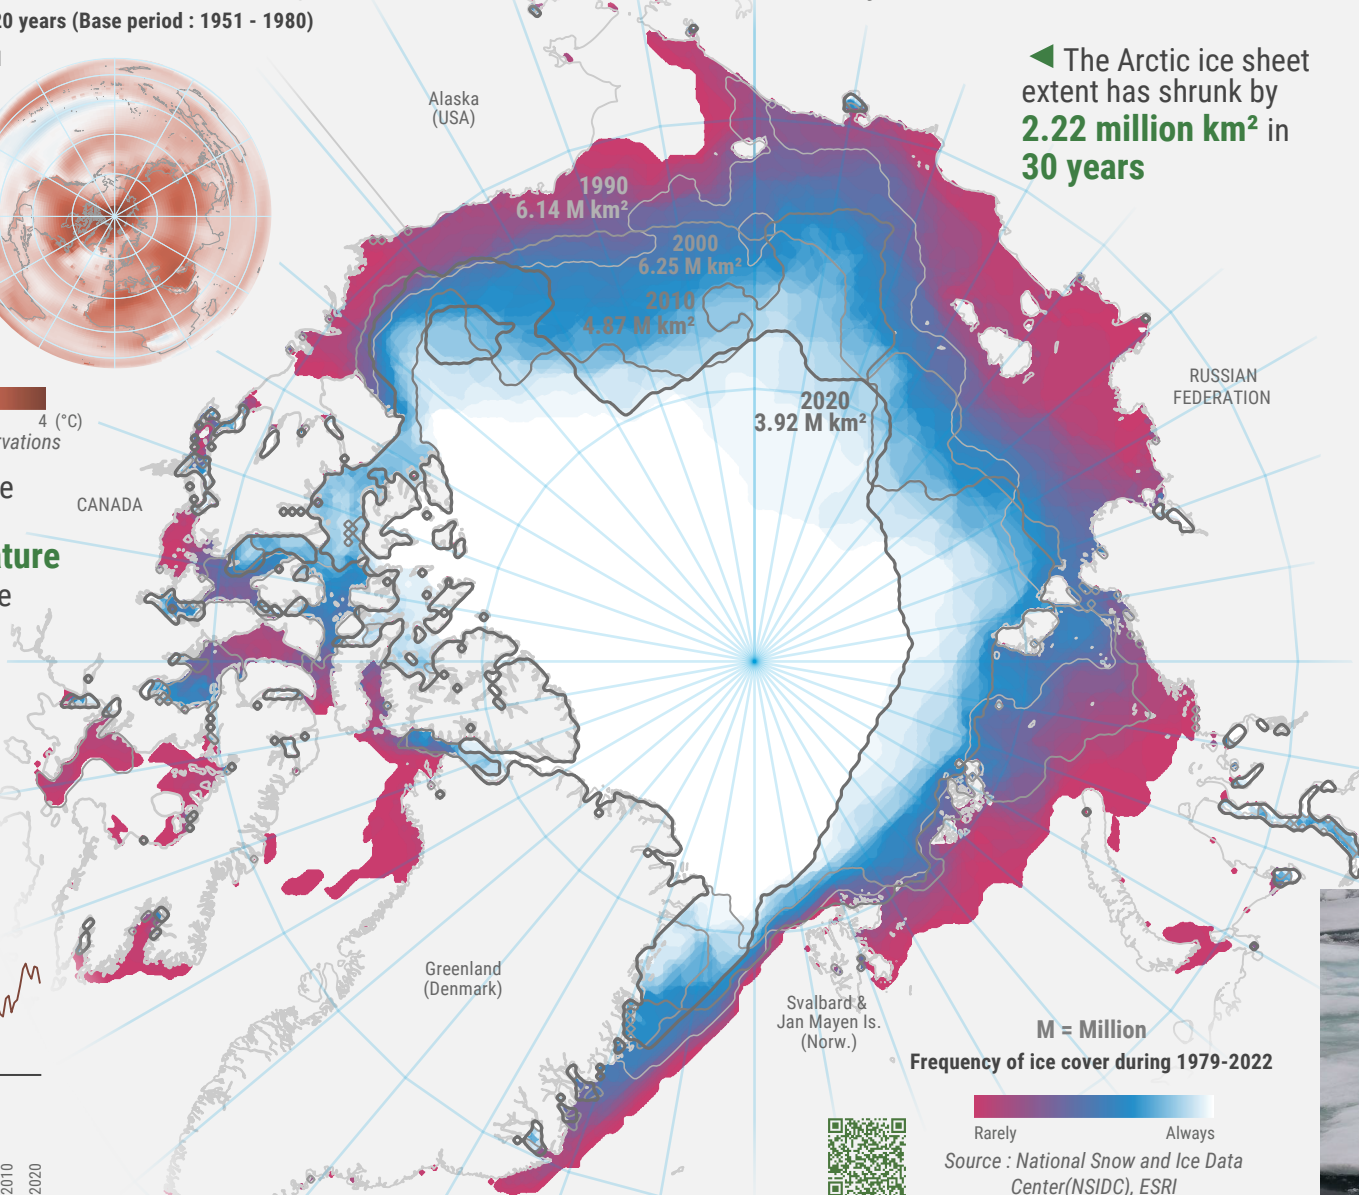 20 years (Base period : 1951 - 1980)
4 (°C)
rvations
e
ature
e
2010
2020
Alaska
(USA)
◀ The Arctic ice sheet
extent has shrunk by
2.22 million km² in
30 years
1990
6.14 M km²
2000
6.25 M km²
2010
4.87 M km²
2020
3.92 M km²
RUSSIAN
FEDERATION
CANADA
Greenland
(Denmark)
Svalbard &
Jan Mayen Is.
(Norw.)
M = Million
Frequency of ice cover during 1979-2022
Rarely
Always
Source : National Snow and Ice Data
Center(NSIDC), ESRI